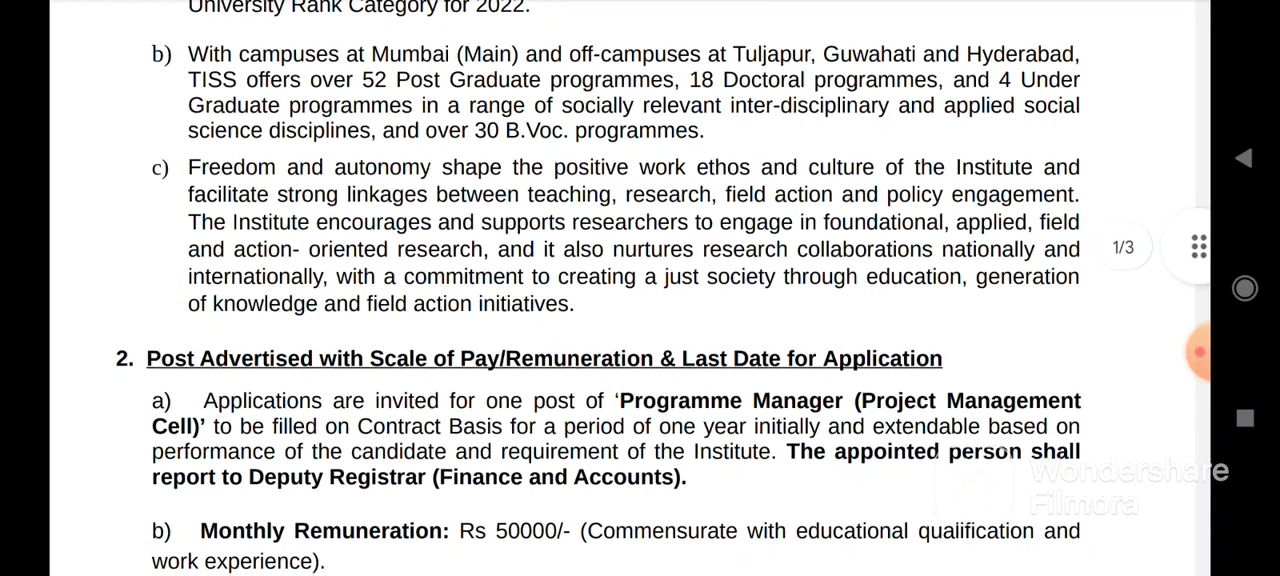 University Rank Category for 2022.
b) With campuses at Mumbai (Main) and off-campuses at Tuljapur, Guwahati and Hyderabad,
TISS offers over 52 Post Graduate programmes, 18 Doctoral programmes, and 4 Under
Graduate programmes in a range of socially relevant inter-disciplinary and applied social
science disciplines, and over 30 B.Voc. programmes.
c) Freedom and autonomy shape the positive work ethos and culture of the Institute and
facilitate strong linkages between teaching, research, field action and policy engagement.
The Institute encourages and supports researchers to engage in foundational, applied, field
and action- oriented research, and it also nurtures research collaborations nationally and
internationally, with a commitment to creating a just society through education, generation
of knowledge and field action initiatives.
1/3
2. Post Advertised with Scale of Pay/Remuneration & Last Date for Application
a) Applications are invited for one post of ‘Programme Manager (Project Management
Cell)’ to be filled on Contract Basis for a period of one year initially and extendable based on
performance of the candidate and requirement of the Institute. The appointed person shall
report to Deputy Registrar (Finance and Accounts).
Wondershare
Filmora
b) Monthly Remuneration: Rs 50000/- (Commensurate with educational qualification and
work experience).